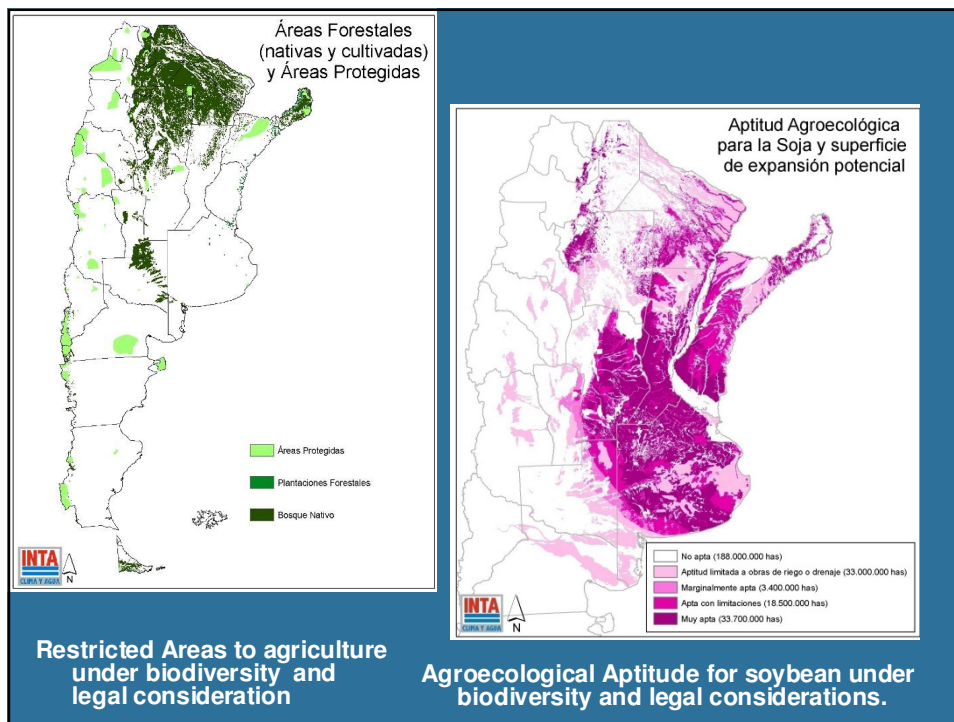 Áreas Forestales
(nativas y cultivadas)
y Áreas Protegidas
Áreas Protegidas
Plantaciones Forestales
Bosque Nativo
INTA
CLIMA Y AGUA
N
Restricted Areas to agriculture
under biodiversity and
legal consideration
Aptitud Agroecológica
para la Soja y superficie
de expansión potencial
No apta (188.000.000 has)
Aptitud limitada a obras de riego o drenaje (33.000.000 has)
Marginalmente apta (3.400.000 has)
Apta con limitaciones (18.500.000 has)
Muy apta (33.700.000 has)
INTA
CLIMA Y AGUA
N
Agroecological Aptitude for soybean under
biodiversity and legal considerations.